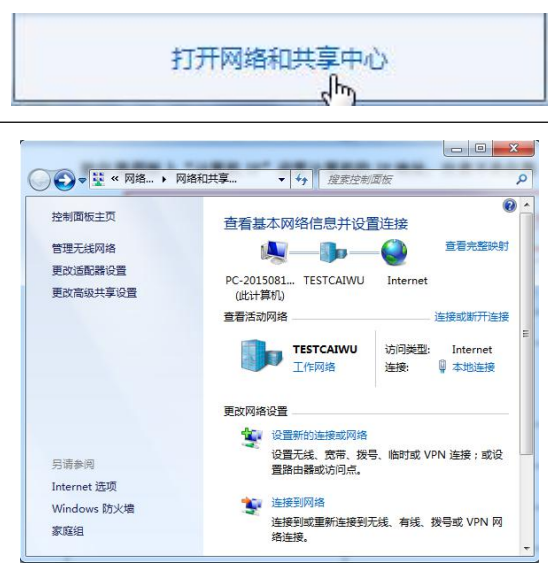 打开网络和共享中心
« 网络... ▸ 网络和共享...
搜索控制面板
控制面板主页
管理无线网络
更改适配器设置
更改高级共享设置
另请参阅
Internet 选项
Windows 防火墙
家庭组
查看基本网络信息并设置连接
查看完整映射
PC-2015081... TESTCAIWU Internet
(此计算机)
查看活动网络
连接或断开连接
TESTCAIWU 访问类型: Internet
工作网络 连接: 本地连接
更改网络设置
设置新的连接或网络
设置无线、宽带、拨号、临时或 VPN 连接；或设
置路由器或访问点。
连接到网络
连接到或重新连接到无线、有线、拨号或 VPN 网
络连接。